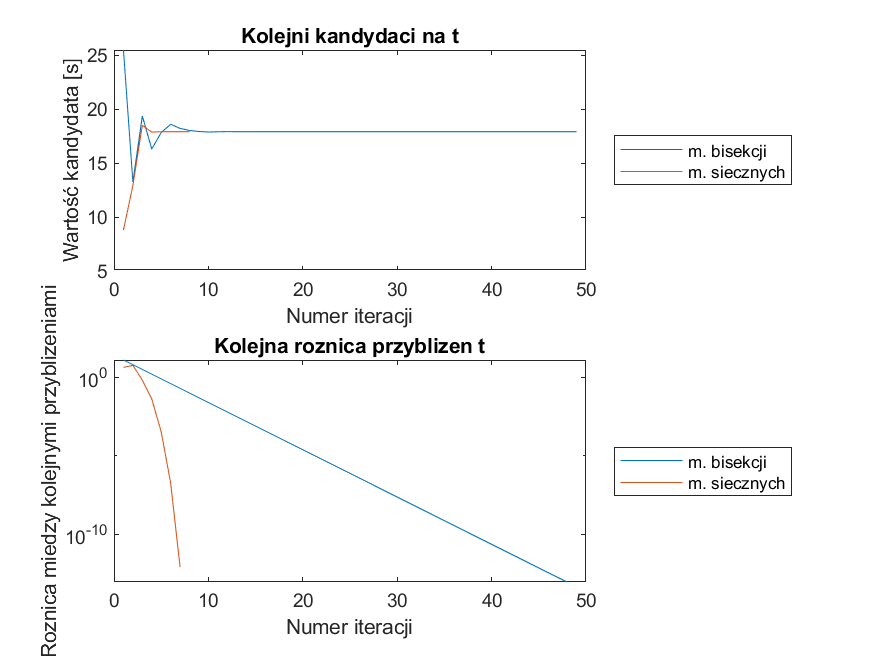 Kolejni kandydaci na t
Wartość kandydata [s]
25
20
15
10
5
0 10 20 30 40 50
Numer iteracji
m. bisekcji
m. siecznych
Kolejna roznica przyblizen t
Roznica miedzy kolejnymi przyblizeniami
10^0
10^-10
0 10 20 30 40 50
Numer iteracji
m. bisekcji
m. siecznych